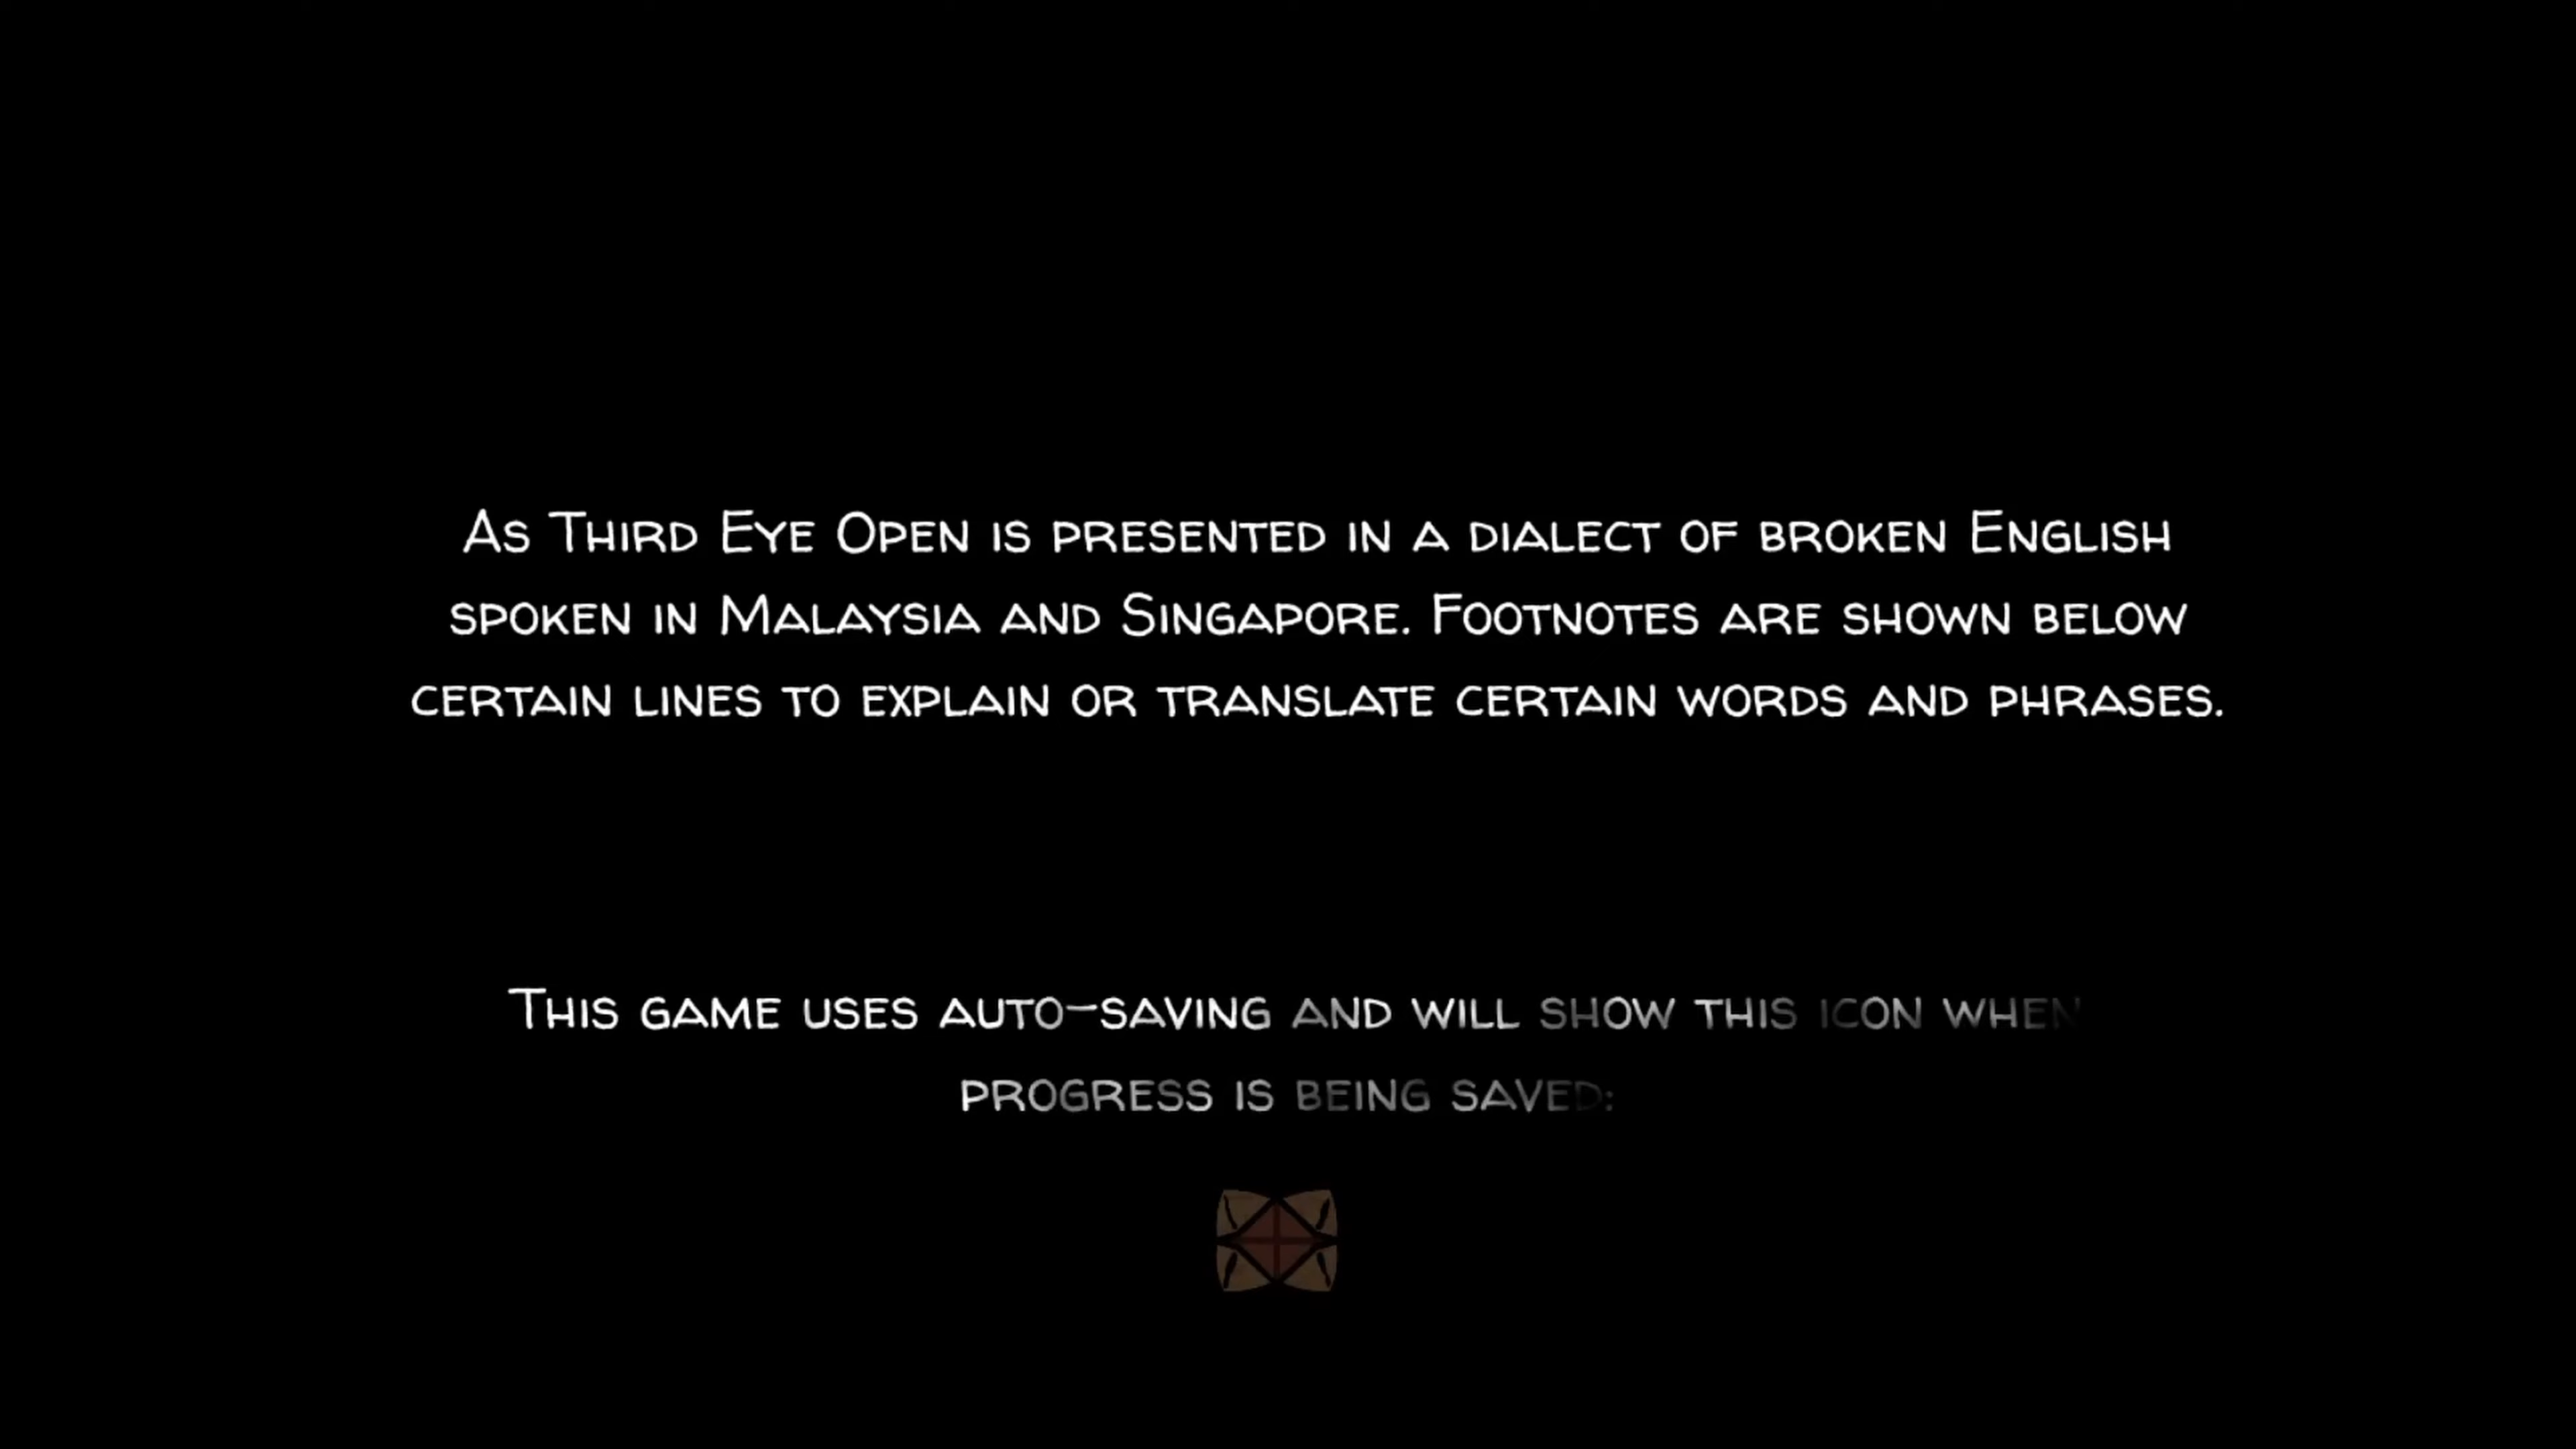 As Third Eye Open is presented in a dialect of broken English
spoken in Malaysia and Singapore. Footnotes are shown below
certain lines to explain or translate certain words and phrases.
This game uses auto-saving and will show this icon when
progress is being saved: